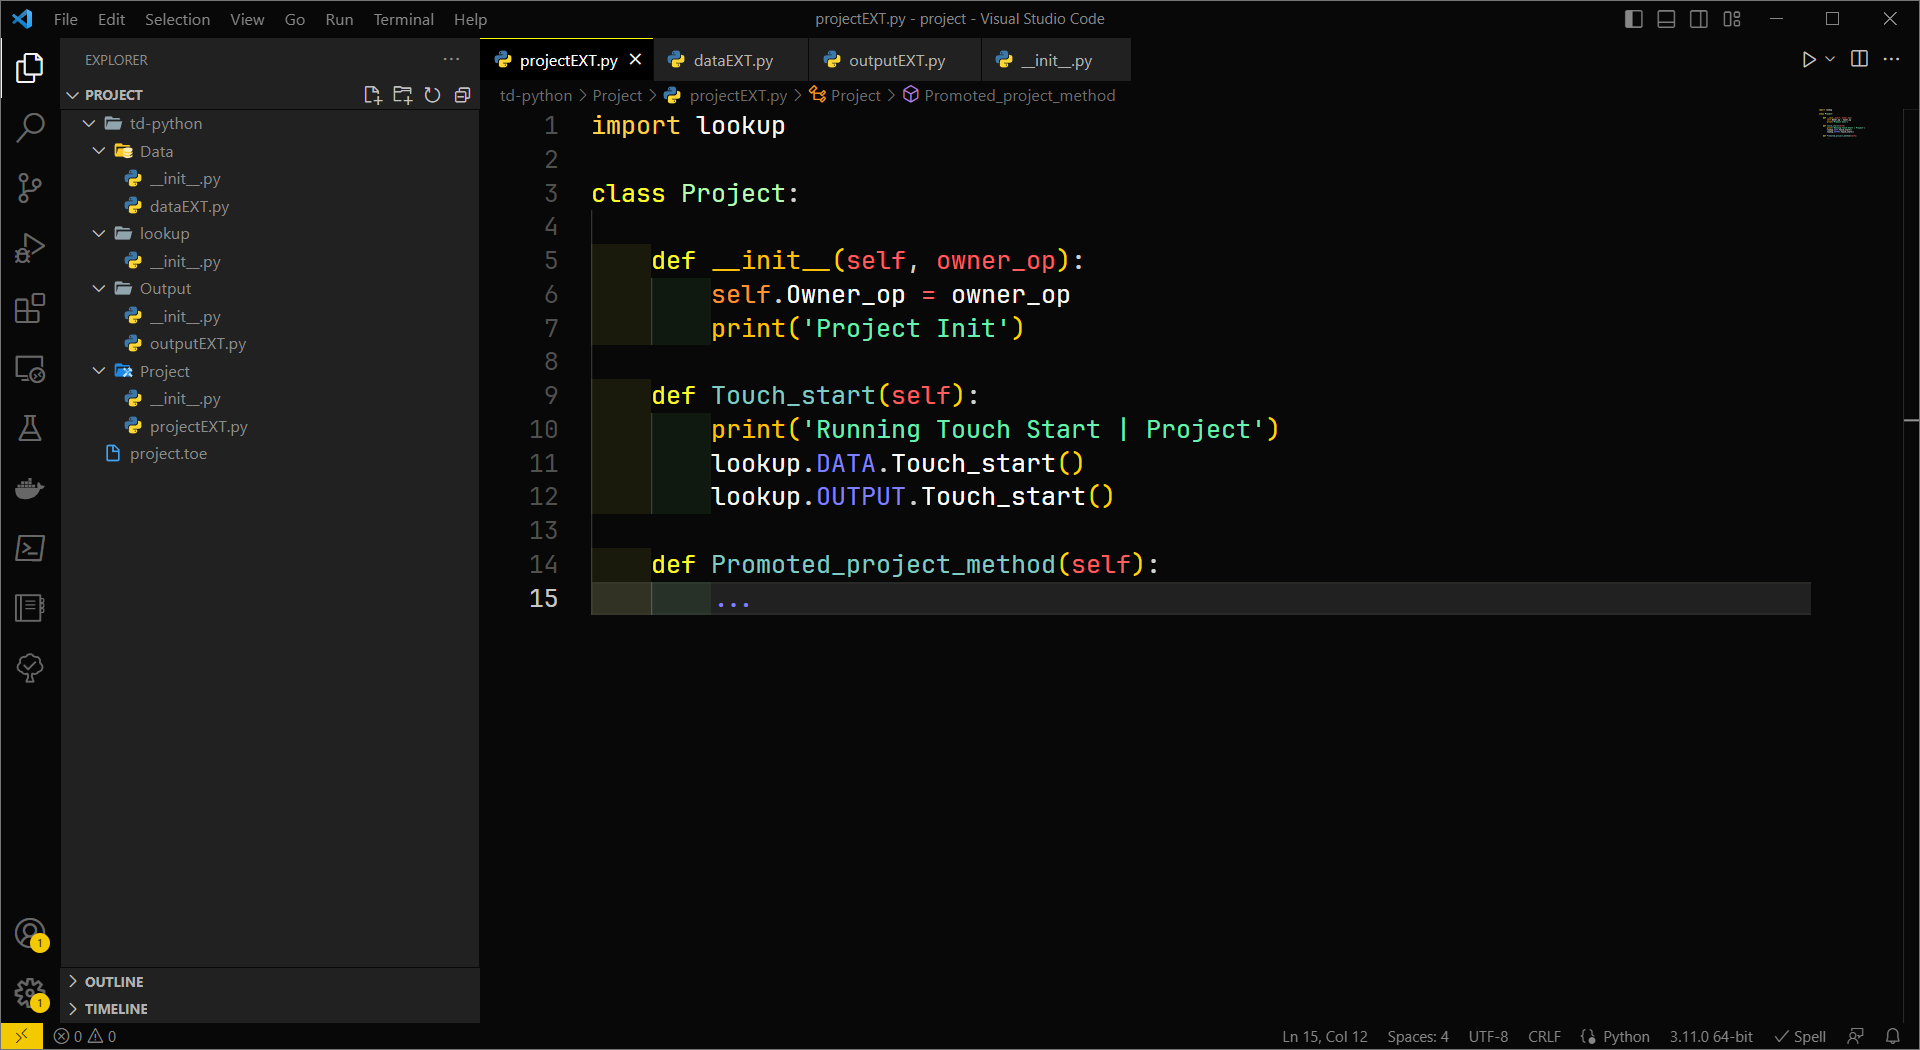 File Edit Selection View Go Run Terminal Help
projectEXT.py - project - Visual Studio Code
EXPLORER
PROJECT
td-python
Data
__init__.py
dataEXT.py
lookup
__init__.py
Output
__init__.py
outputEXT.py
Project
__init__.py
projectEXT.py
project.toe
OUTLINE
TIMELINE
projectEXT.py dataEXT.py outputEXT.py __init__.py
td-python > Project > projectEXT.py > Project > Promoted_project_method
1 import lookup
2
3 class Project:
4
5 def __init__(self, owner_op):
6 self.Owner_op = owner_op
7 print('Project Init')
8
9 def Touch_start(self):
10 print('Running Touch Start | Project')
11 lookup.DATA.Touch_start()
12 lookup.OUTPUT.Touch_start()
13
14 def Promoted_project_method(self):
15 ...
1
1
0 0
Ln 15, Col 12 Spaces: 4 UTF-8 CRLF Python 3.11.0 64-bit Spell